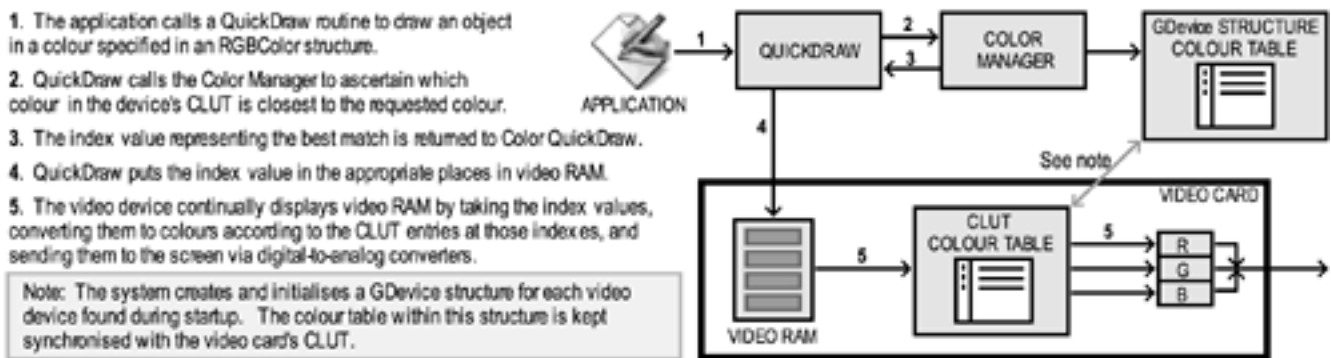 1. The application calls a QuickDraw routine to draw an object
in a colour specified in an RGBColor structure.
2. QuickDraw calls the Color Manager to ascertain which
colour in the device's CLUT is closest to the requested colour.
3. The index value representing the best match is returned to Color QuickDraw.
4. QuickDraw puts the index value in the appropriate places in video RAM.
5. The video device continually displays video RAM by taking the index values,
converting them to colours according to the CLUT entries at those indexes, and
sending them to the screen via digital-to-analog converters.
Note: The system creates and initialises a GDevice structure for each video
device found during startup. The colour table within this structure is kept
synchronised with the video card's CLUT.
APPLICATION
1
QUICKDRAW
2
3
COLOR
MANAGER
GDevice STRUCTURE
COLOUR TABLE
4
See note
VIDEO CARD
VIDEO RAM
5
CLUT
COLOUR TABLE
5
R
G
B